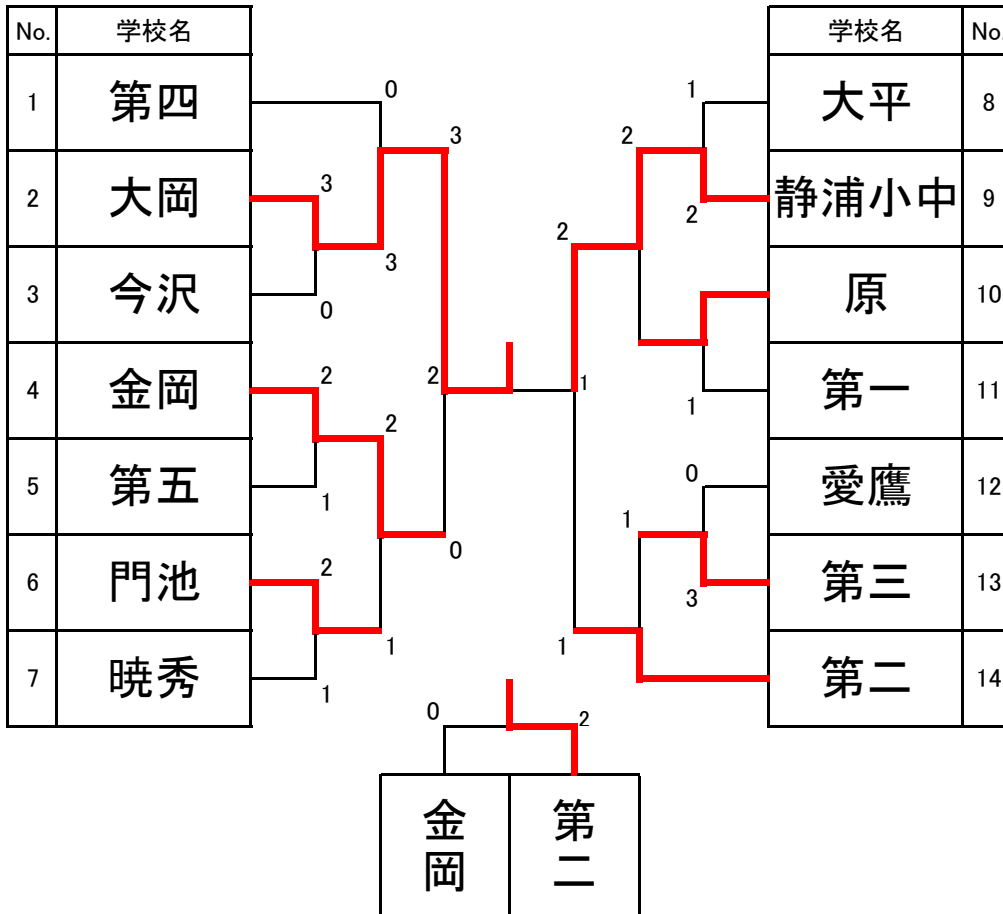 No. 学校名 学校名 No.
1 第四 0 1 大平 8
3 2
2 大岡 3 2 静浦小中 9
2
3 今沢 3 0 原 10
4 金岡 2 2 1 第一 11
2 1
5 第五 1 0 愛鷹 12
0 1
6 門池 2 3 第三 13
7 暁秀 1 1 1 第二 14
0 2
金岡 第二